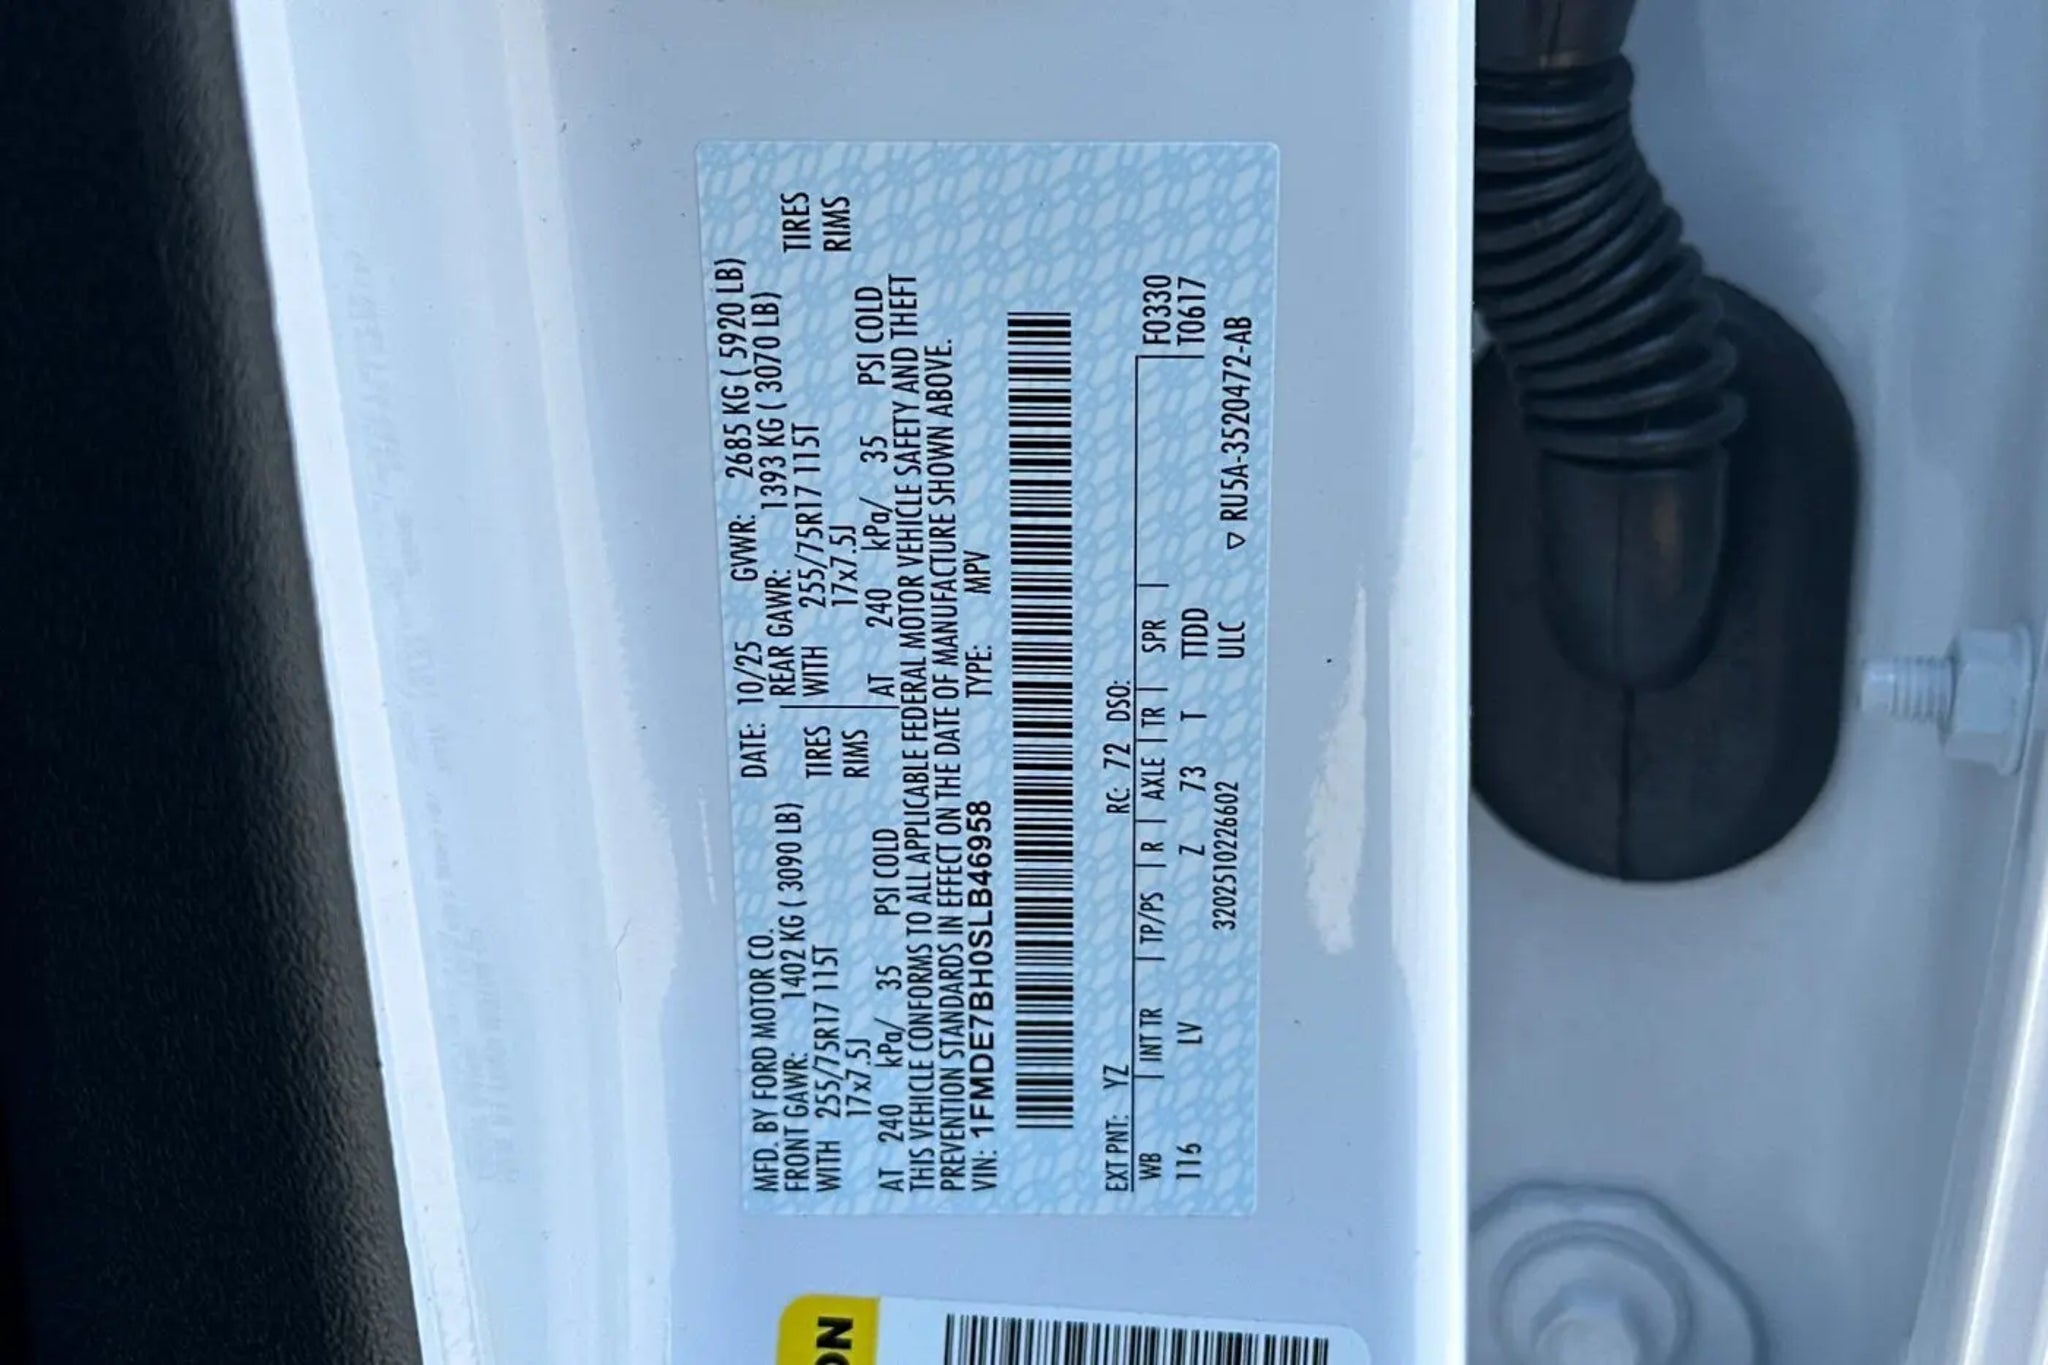 MFD. BY FORD MOTOR CO.
DATE: 10/25 GVWR: 2685 KG ( 5920 LB)
FRONT GAWR: 1402 KG ( 3090 LB)
REAR GAWR: 1393 KG ( 3070 LB)
WITH 255/75R17 115T TIRES
WITH 255/75R17 115T TIRES
17x7.5J RIMS
17x7.5J RIMS
AT 240 kPa/ 35 PSI COLD
AT 240 kPa/ 35 PSI COLD
THIS VEHICLE CONFORMS TO ALL APPLICABLE FEDERAL MOTOR VEHICLE SAFETY AND THEFT
PREVENTION STANDARDS IN EFFECT ON THE DATE OF MANUFACTURE SHOWN ABOVE.
VIN: 1FMDE7BH0SLB46958 TYPE: MPV
EXT PNT: YZ RC: 72 DSO:
WB | INT TR | TP/PS | R | AXLE | TR | SPR | F0330
116 LV Z 73 T TTDD T0617
3202510226602 ULC ▽ RU5A-3520472-AB
ON